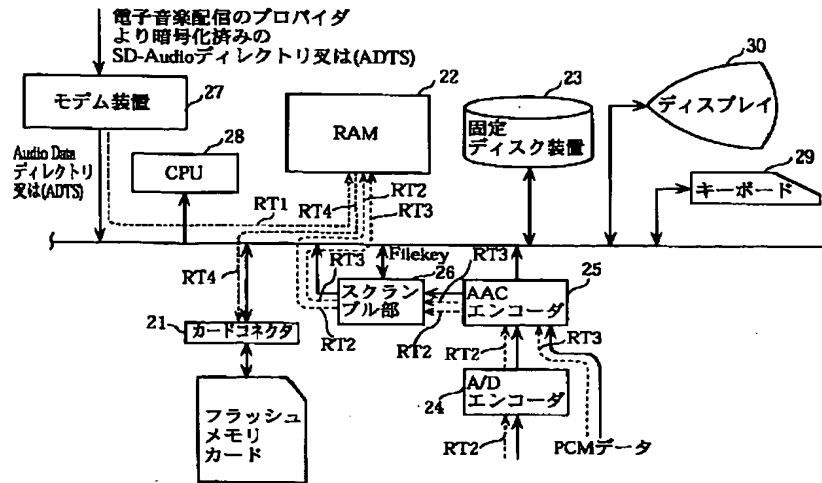 電子音楽配信のプロパイダ
より暗号化済みの
SD-Audioディレクトリ又は(ADTS)
モデム装置
27
28
CPU
Audio Data
ディレクトリ
又は(ADTS)
22
RAM
23
固定
ディスク装置
30
ディスプレイ
29
キーボード
RT1
RT4
RT2
RT3
RT4
RT3
Filekey
26
RT3
スクラン
ブル部
RT2
RT2
25
AAC
エンコーダ
RT2
RT3
21
カードコネクタ
A/D
エンコーダ
24
RT2
PCMデータ
フラッシュ
メモリ
カード